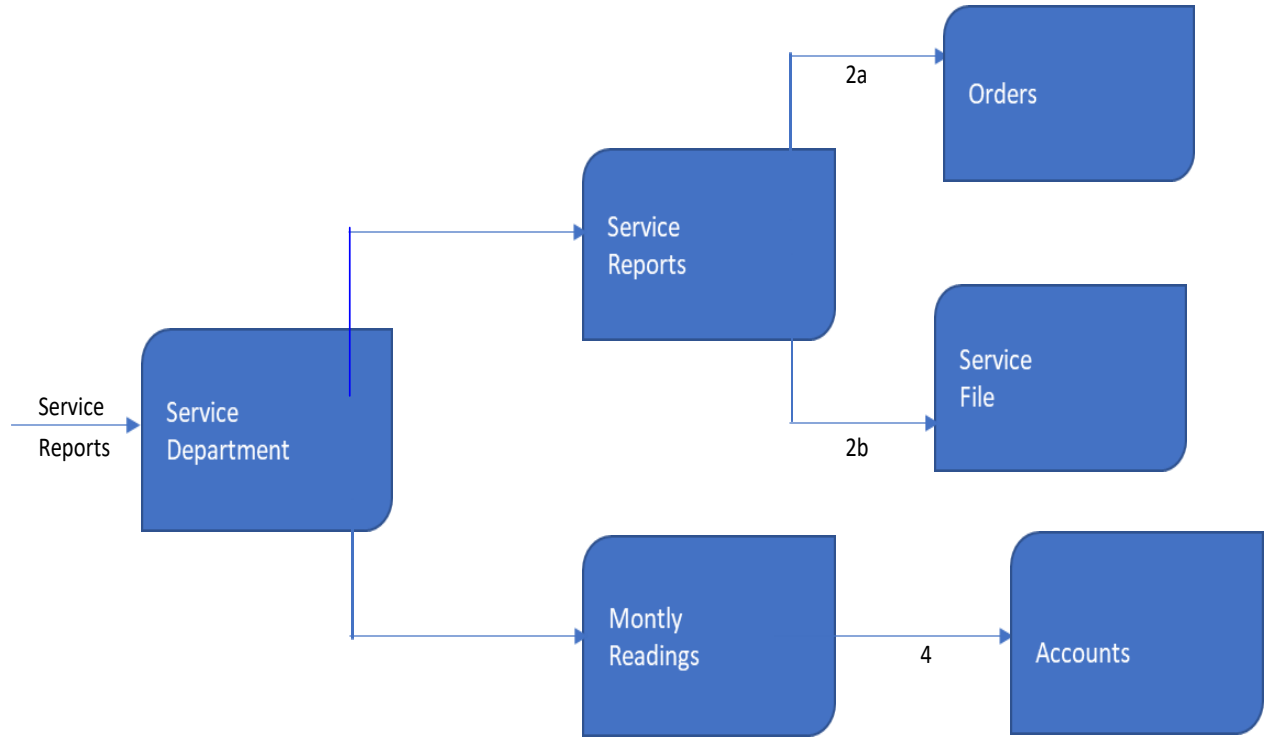 2a
Orders
Service
Reports
Service
File
Service
Reports
Service
Department
2b
Montly
Readings
4
Accounts